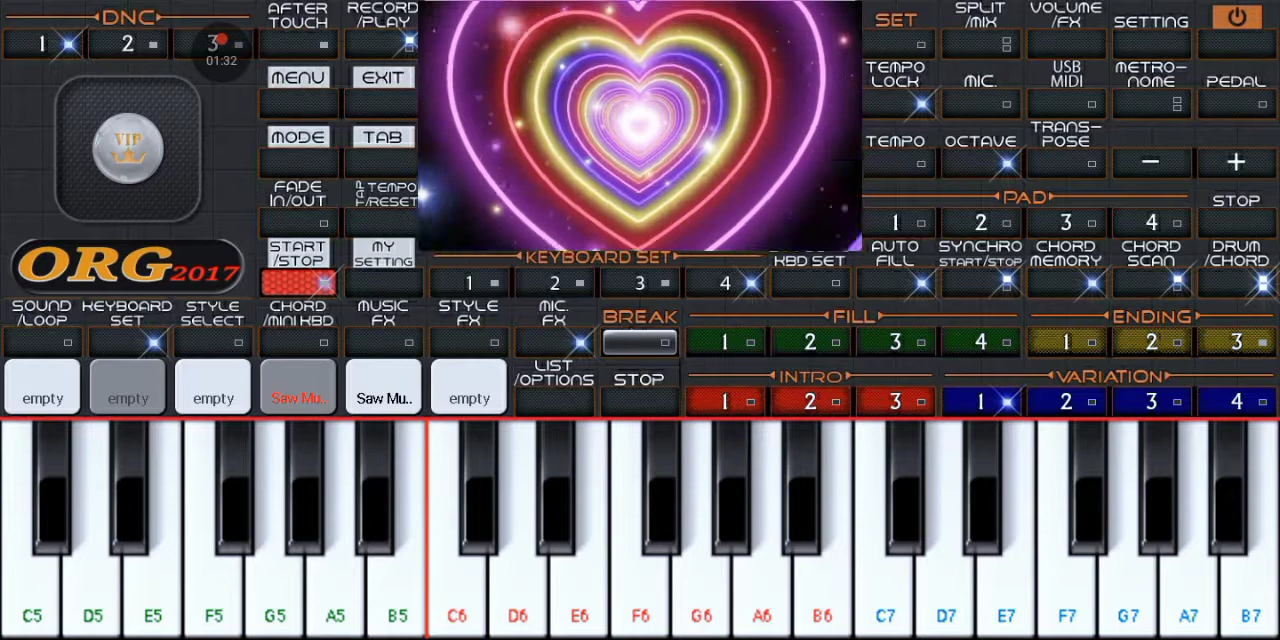 DNC
1 2 3
01:32
AFTER TOUCH
RECORD /PLAY
MENU
EXIT
MODE
TAB
FADE IN/OUT
TEMPO /RESET
START /STOP
MY SETTING
VIP
ORG 2017
SET
SPLIT /MIX
VOLUME /FX
SETTING
TEMPO LOCK
MIC.
USB MIDI
METRO- NOME
PEDAL
TEMPO
OCTAVE
TRANS- POSE
− +
PAD
STOP
1 2 3 4
KEYBOARD SET
KBD SET
AUTO FILL
SYNCHRO START/STOP
CHORD MEMORY
CHORD SCAN
DRUM /CHORD
1 2 3 4
SOUND /LOOP
KEYBOARD SET
STYLE SELECT
CHORD /MINI KBD
MUSIC FX
STYLE FX
MIC. FX
BREAK
FILL
ENDING
1 2 3 4
1 2 3
empty empty empty Saw Mu.. Saw Mu.. empty
LIST /OPTIONS
STOP
INTRO
VARIATION
1 2 3
1 2 3 4
C5 D5 E5 F5 G5 A5 B5 C6 D6 E6 F6 G6 A6 B6 C7 D7 E7 F7 G7 A7 B7